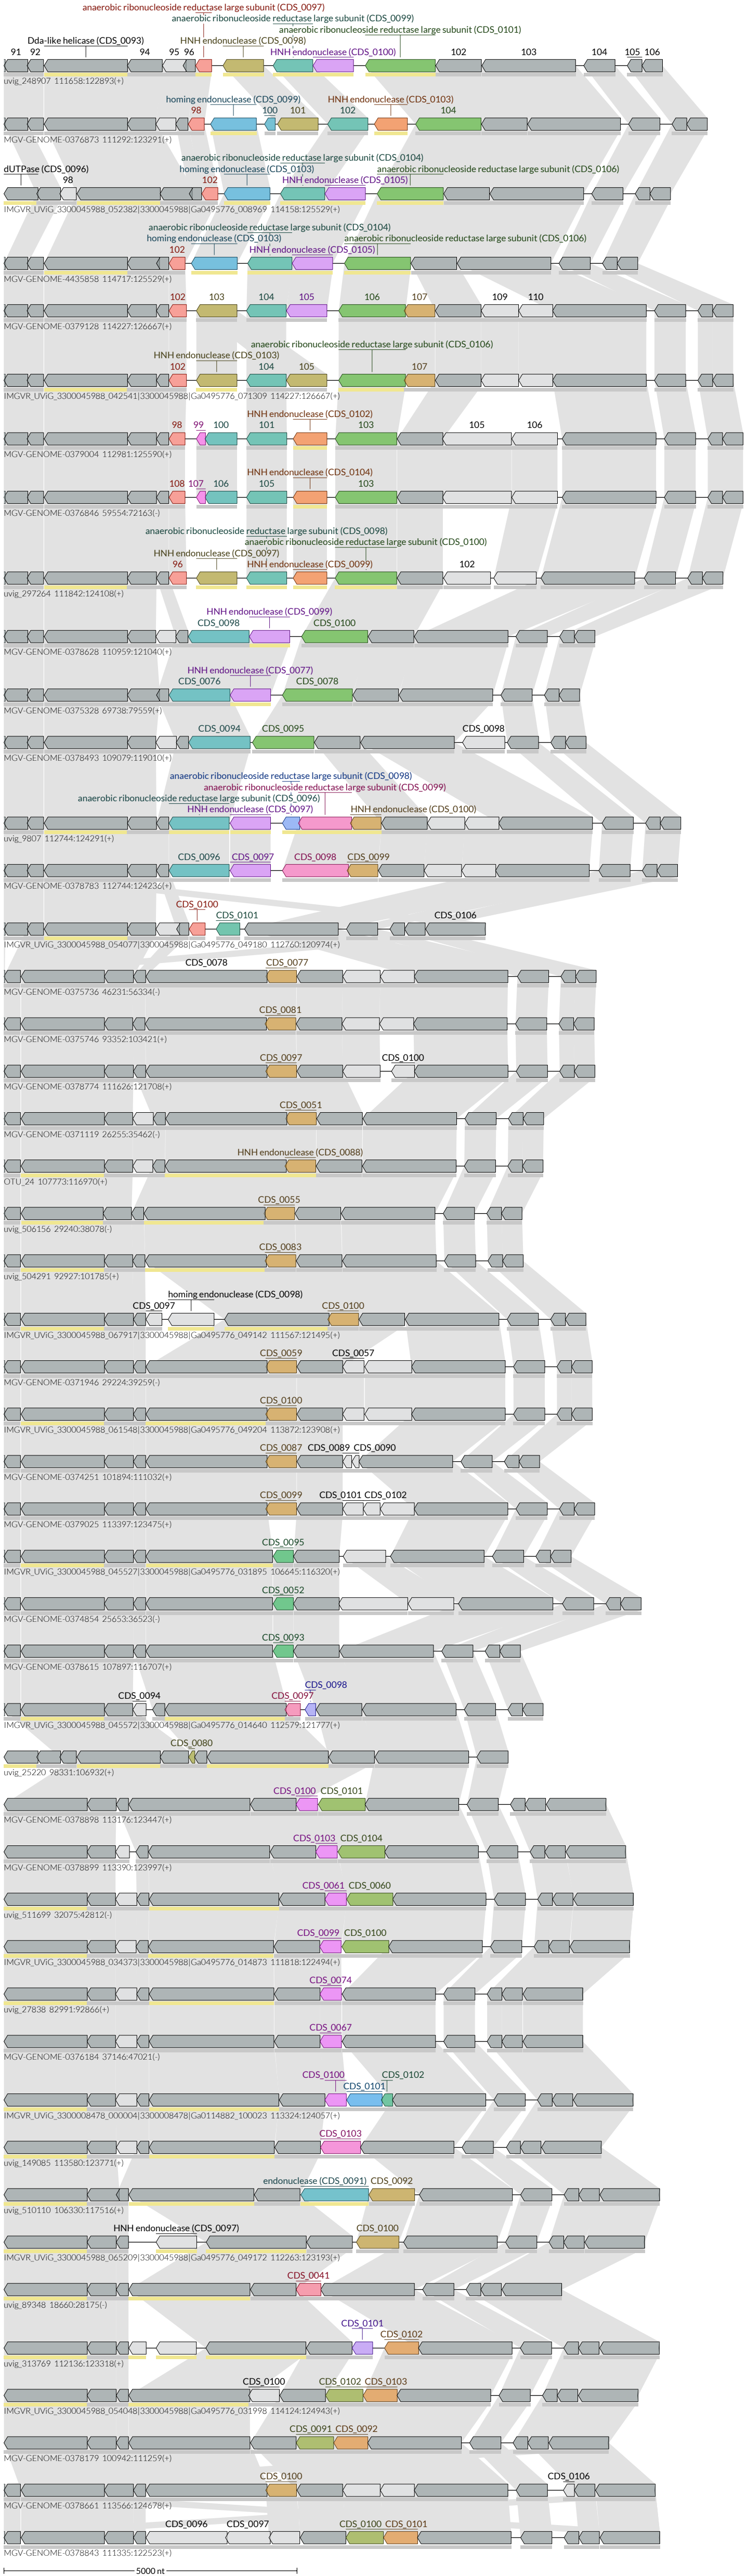 anaerobic ribonucleoside reductase large subunit (CDS_0097)
anaerobic ribonucleoside reductase large subunit (CDS_0099)
anaerobic ribonucleoside reductase large subunit (CDS_0101)
Dda-like helicase (CDS_0093) HNH endonuclease (CDS_0098)
91 92 94 95 96 HNH endonuclease (CDS_0100) 102 103 104 105 106
uvig_248907 111658:122893(+)
homing endonuclease (CDS_0099) HNH endonuclease (CDS_0103)
98 100 101 102 104
MGV-GENOME-0376873 111292:123291(+)
anaerobic ribonucleoside reductase large subunit (CDS_0104)
dUTPase (CDS_0096) homing endonuclease (CDS_0103) anaerobic ribonucleoside reductase large subunit (CDS_0106)
98 102 HNH endonuclease (CDS_0105)
IMGVR_UViG_3300045988_052382|3300045988|Ga0495776_008969 114158:125529(+)
anaerobic ribonucleoside reductase large subunit (CDS_0104)
homing endonuclease (CDS_0103) anaerobic ribonucleoside reductase large subunit (CDS_0106)
102 HNH endonuclease (CDS_0105)
MGV-GENOME-4435858 114717:125529(+)
102 103 104 105 106 107 109 110
MGV-GENOME-0379128 114227:126667(+)
anaerobic ribonucleoside reductase large subunit (CDS_0106)
HNH endonuclease (CDS_0103)
102 104 105 107
IMGVR_UViG_3300045988_042541|3300045988|Ga0495776_071309 114227:126667(+)
HNH endonuclease (CDS_0102)
98 99 100 101 103 105 106
MGV-GENOME-0379004 112981:125590(+)
HNH endonuclease (CDS_0104)
108 107 106 105 103
MGV-GENOME-0376846 59554:72163(-)
anaerobic ribonucleoside reductase large subunit (CDS_0098)
anaerobic ribonucleoside reductase large subunit (CDS_0100)
HNH endonuclease (CDS_0097)
96 HNH endonuclease (CDS_0099) 102
uvig_297264 111842:124108(+)
HNH endonuclease (CDS_0099)
CDS_0098 CDS_0100
MGV-GENOME-0378628 110959:121040(+)
HNH endonuclease (CDS_0077)
CDS_0076 CDS_0078
MGV-GENOME-0375328 69738:79559(+)
CDS_0094 CDS_0095 CDS_0098
MGV-GENOME-0378493 109079:119010(+)
anaerobic ribonucleoside reductase large subunit (CDS_0098)
anaerobic ribonucleoside reductase large subunit (CDS_0099)
anaerobic ribonucleoside reductase large subunit (CDS_0096)
HNH endonuclease (CDS_0097) HNH endonuclease (CDS_0100)
uvig_9807 112744:124291(+)
CDS_0096 CDS_0097 CDS_0098 CDS_0099
MGV-GENOME-0378783 112744:124236(+)
CDS_0100
CDS_0101 CDS_0106
IMGVR_UViG_3300045988_054077|3300045988|Ga0495776_049180 112760:120974(+)
CDS_0078 CDS_0077
MGV-GENOME-0375736 46231:56334(-)
CDS_0081
MGV-GENOME-0375746 93352:103421(+)
CDS_0097 CDS_0100
MGV-GENOME-0378774 111626:121708(+)
CDS_0051
MGV-GENOME-0371119 26255:35462(-)
HNH endonuclease (CDS_0088)
OTU_24 107773:116970(+)
CDS_0055
uvig_506156 29240:38078(-)
CDS_0083
uvig_504291 92927:101785(+)
homing endonuclease (CDS_0098)
CDS_0097 CDS_0100
IMGVR_UViG_3300045988_067917|3300045988|Ga0495776_049142 111567:121495(+)
CDS_0059 CDS_0057
MGV-GENOME-0371946 29224:39259(-)
CDS_0100
IMGVR_UViG_3300045988_061548|3300045988|Ga0495776_049204 113872:123908(+)
CDS_0087 CDS_0089 CDS_0090
MGV-GENOME-0374251 101894:111032(+)
CDS_0099 CDS_0101 CDS_0102
MGV-GENOME-0379025 113397:123475(+)
CDS_0095
IMGVR_UViG_3300045988_045527|3300045988|Ga0495776_031895 106645:116320(+)
CDS_0052
MGV-GENOME-0374854 25653:36523(-)
CDS_0093
MGV-GENOME-0378615 107897:116707(+)
CDS_0098
CDS_0094 CDS_0097
IMGVR_UViG_3300045988_045572|3300045988|Ga0495776_014640 112579:121777(+)
CDS_0080
uvig_25220 98331:106932(+)
CDS_0100 CDS_0101
MGV-GENOME-0378898 113176:123447(+)
CDS_0103 CDS_0104
MGV-GENOME-0378899 113390:123997(+)
CDS_0061 CDS_0060
uvig_511699 32075:42812(-)
CDS_0099 CDS_0100
IMGVR_UViG_3300045988_034373|3300045988|Ga0495776_014873 111818:122494(+)
CDS_0074
uvig_27838 82991:92866(+)
CDS_0067
MGV-GENOME-0376184 37146:47021(-)
CDS_0100 CDS_0102
CDS_0101
IMGVR_UViG_3300008478_000004|3300008478|Ga0114882_100023 113324:124057(+)
CDS_0103
uvig_149085 113580:123771(+)
endonuclease (CDS_0091) CDS_0092
uvig_510110 106330:117516(+)
HNH endonuclease (CDS_0097) CDS_0100
IMGVR_UViG_3300045988_065209|3300045988|Ga0495776_049172 112263:123193(+)
CDS_0041
uvig_89348 18660:28175(-)
CDS_0101
CDS_0102
uvig_313769 112136:123318(+)
CDS_0100 CDS_0102 CDS_0103
IMGVR_UViG_3300045988_054048|3300045988|Ga0495776_031998 114124:124943(+)
CDS_0091 CDS_0092
MGV-GENOME-0378179 100942:111259(+)
CDS_0100 CDS_0106
MGV-GENOME-0378661 113566:124678(+)
CDS_0096 CDS_0097 CDS_0100 CDS_0101
MGV-GENOME-0378843 111335:122523(+)
5000 nt